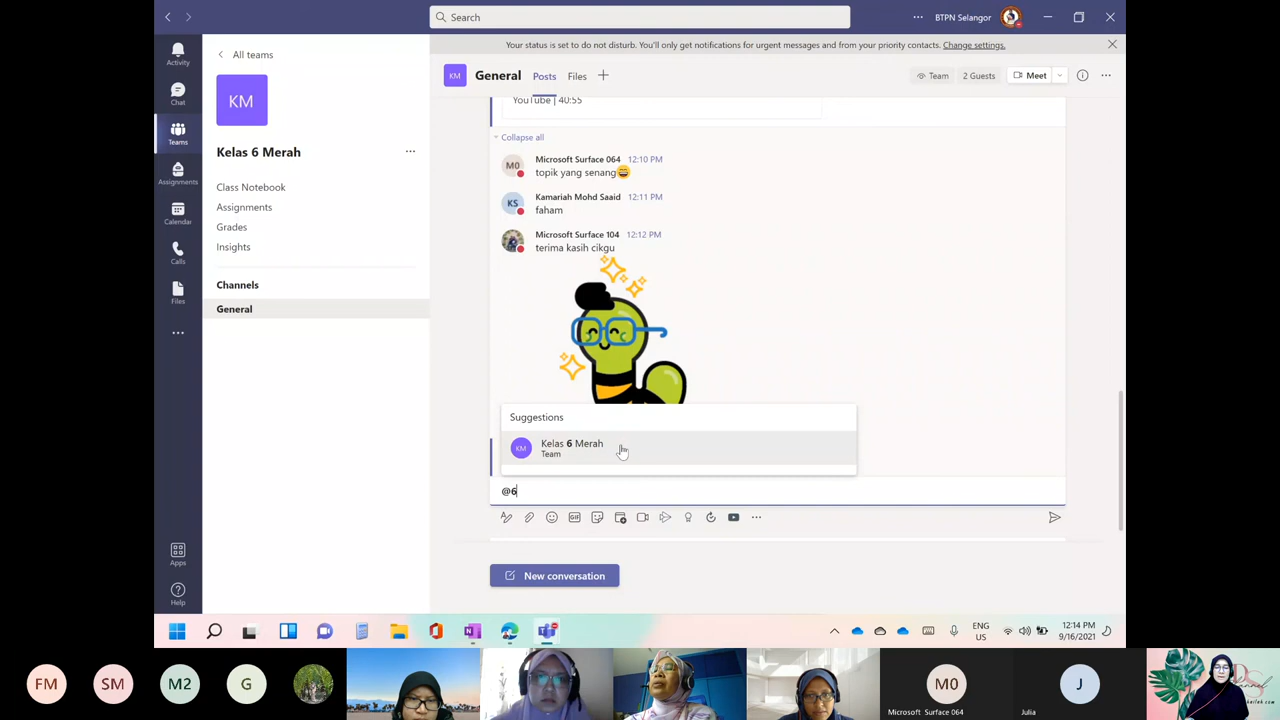 Search
BTPN Selangor
Your status is set to do not disturb. You'll only get notifications for urgent messages and from your priority contacts. Change settings.
Activity
Chat
Teams
Assignments
Calendar
Calls
Files
Apps
Help
All teams
KM
Kelas 6 Merah
Class Notebook
Assignments
Grades
Insights
Channels
General
KM
General
Posts
Files
Team
2 Guests
Meet
YouTube | 40:55
Collapse all
M0
Microsoft Surface 064 12:10 PM
topik yang senang😄
KS
Kamariah Mohd Saaid 12:11 PM
faham
Microsoft Surface 104 12:12 PM
terima kasih cikgu
Suggestions
KM
Kelas 6 Merah
Team
@6
GIF
New conversation
ENG
US
12:14 PM
9/16/2021
FM
SM
M2
G
M0
Microsoft Surface 064
J
Julia